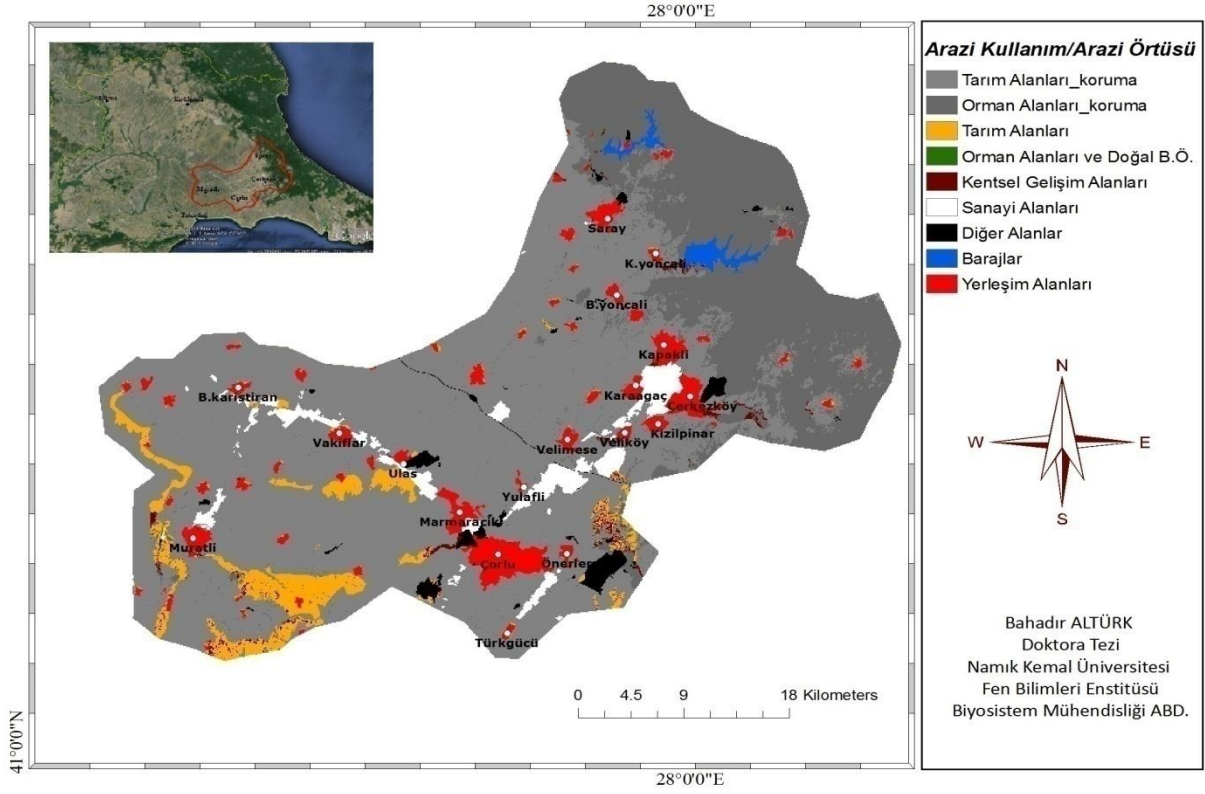 28°0'0"E
Arazi Kullanım/Arazi Örtüsü
Tarım Alanları_koruma
Orman Alanları_koruma
Tarım Alanları
Orman Alanları ve Doğal B.Ö.
Kentsel Gelişim Alanları
Sanayi Alanları
Diğer Alanlar
Barajlar
Yerleşim Alanları
Saray
K.yoncali
B.yoncali
Kapakli
Karaagaç
Çerkezköy
B.karistiran
Kizilpinar
Vakiflar
Veliköy
Velimese
Ulas
Yulafli
Marmaracik
Muratli
Çorlu
Önerler
Türkgücü
N
W
E
S
0 4.5 9 18 Kilometers
Bahadır ALTÜRK
Doktora Tezi
Namık Kemal Üniversitesi
Fen Bilimleri Enstitüsü
Biyosistem Mühendisliği ABD.
41°0'0"N
28°0'0"E